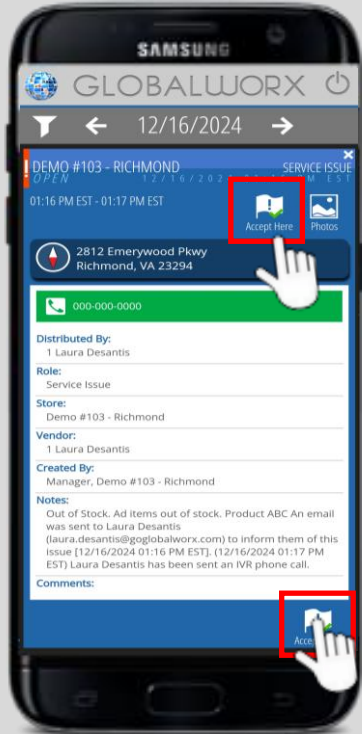 SAMSUNG
GLOBALWORX
12/16/2024
DEMO #103 - RICHMOND SERVICE ISSUE
OPEN
01:16 PM EST - 01:17 PM EST
Accept Here Photos
2812 Emerywood Pkwy
Richmond, VA 23294
000-000-0000
Distributed By:
1 Laura Desantis
Role:
Service Issue
Store:
Demo #103 - Richmond
Vendor:
1 Laura Desantis
Created By:
Manager, Demo #103 - Richmond
Notes:
Out of Stock. Ad items out of stock. Product ABC An email
was sent to Laura Desantis
(laura.desantis@goglobalworx.com) to inform them of this
issue [12/16/2024 01:16 PM EST]. (12/16/2024 01:17 PM
EST) Laura Desantis has been sent an IVR phone call.
Comments: